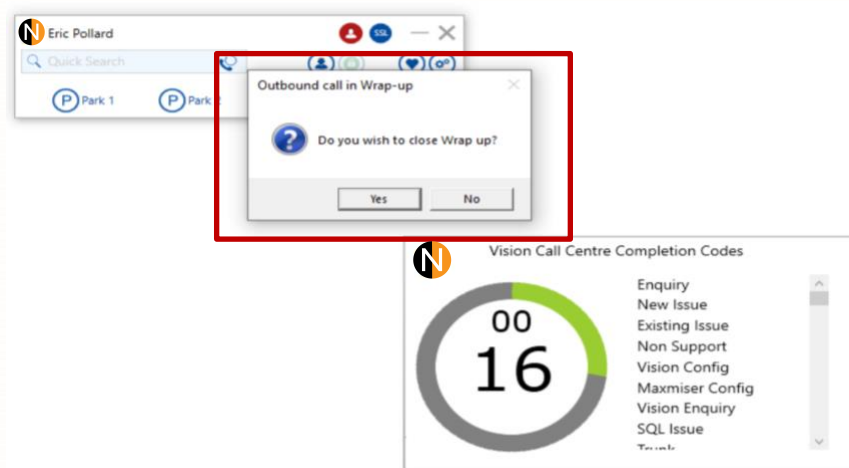 N Eric Pollard
SSL
Quick Search
P Park 1
P Park
Outbound call in Wrap-up
Do you wish to close Wrap up?
Yes
No
N
Vision Call Centre Completion Codes
00
16
Enquiry
New Issue
Existing Issue
Non Support
Vision Config
Maxmiser Config
Vision Enquiry
SQL Issue
Trunk